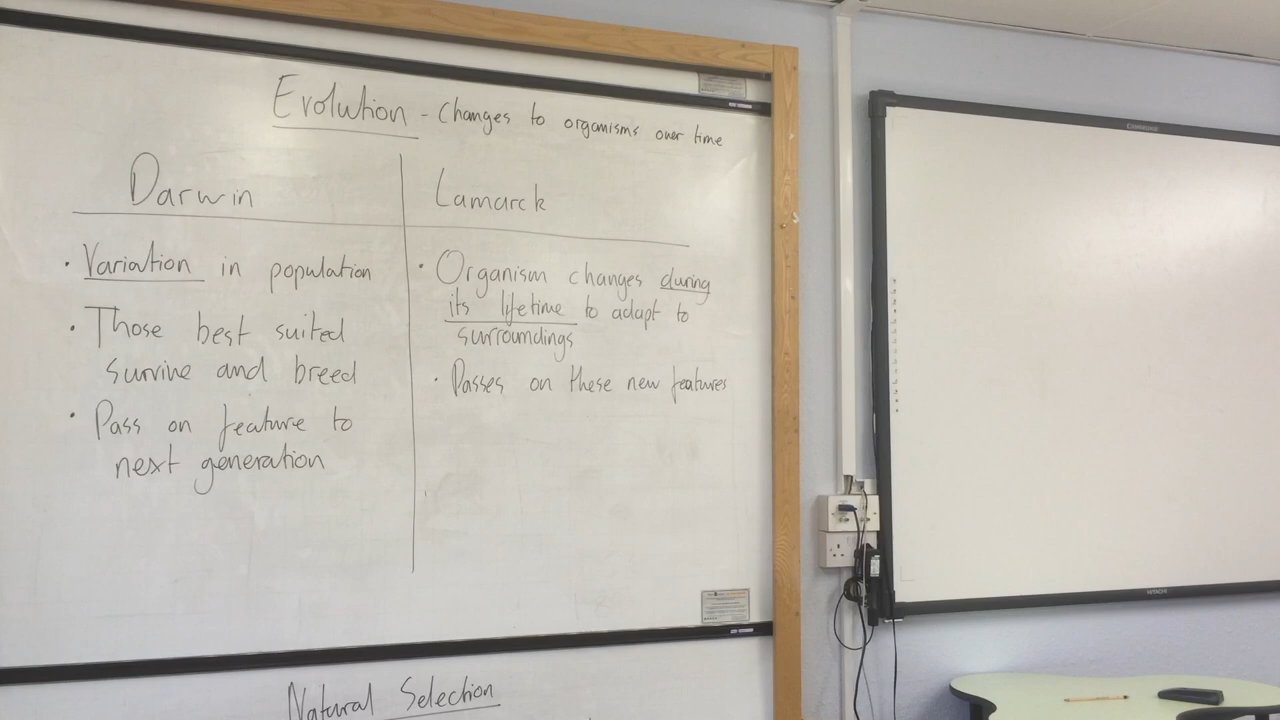 Evolution - Changes to organisms over time
Darwin
• Variation in population
• Those best suited
survive and breed
• Pass on feature to
next generation
Lamarck
• Organism changes during
its lifetime to adapt to
surroundings
• Passes on these new features
Natural Selection
HITACHI